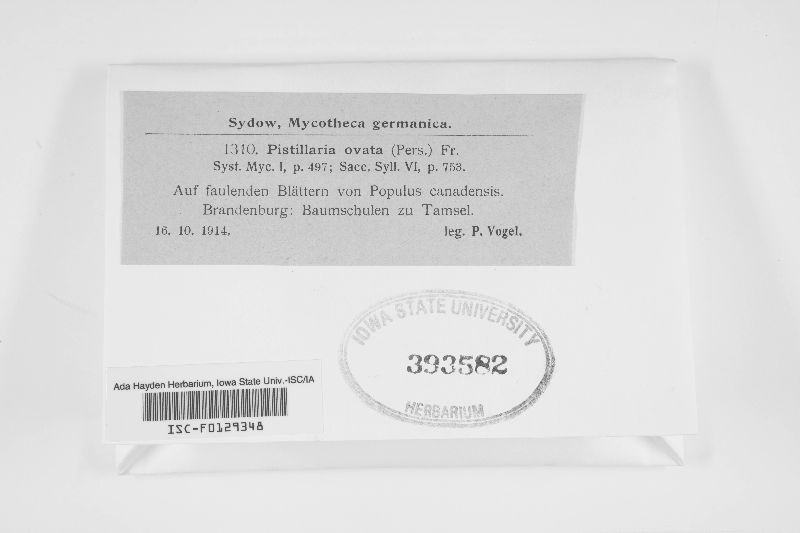 Sydow, Mycotheca germanica.
1310. Pistillaria ovata (Pers.) Fr.
Syst. Myc. I, p. 497; Sacc. Syll. VI, p. 753.
Auf faulenden Blättern von Populus canadensis.
Brandenburg: Baumschulen zu Tamsel.
16. 10. 1914. leg. P. Vogel.
IOWA STATE UNIVERSITY
393582
HERBARIUM
Ada Hayden Herbarium, Iowa State Univ.-ISC/IA
ISC-F0129348